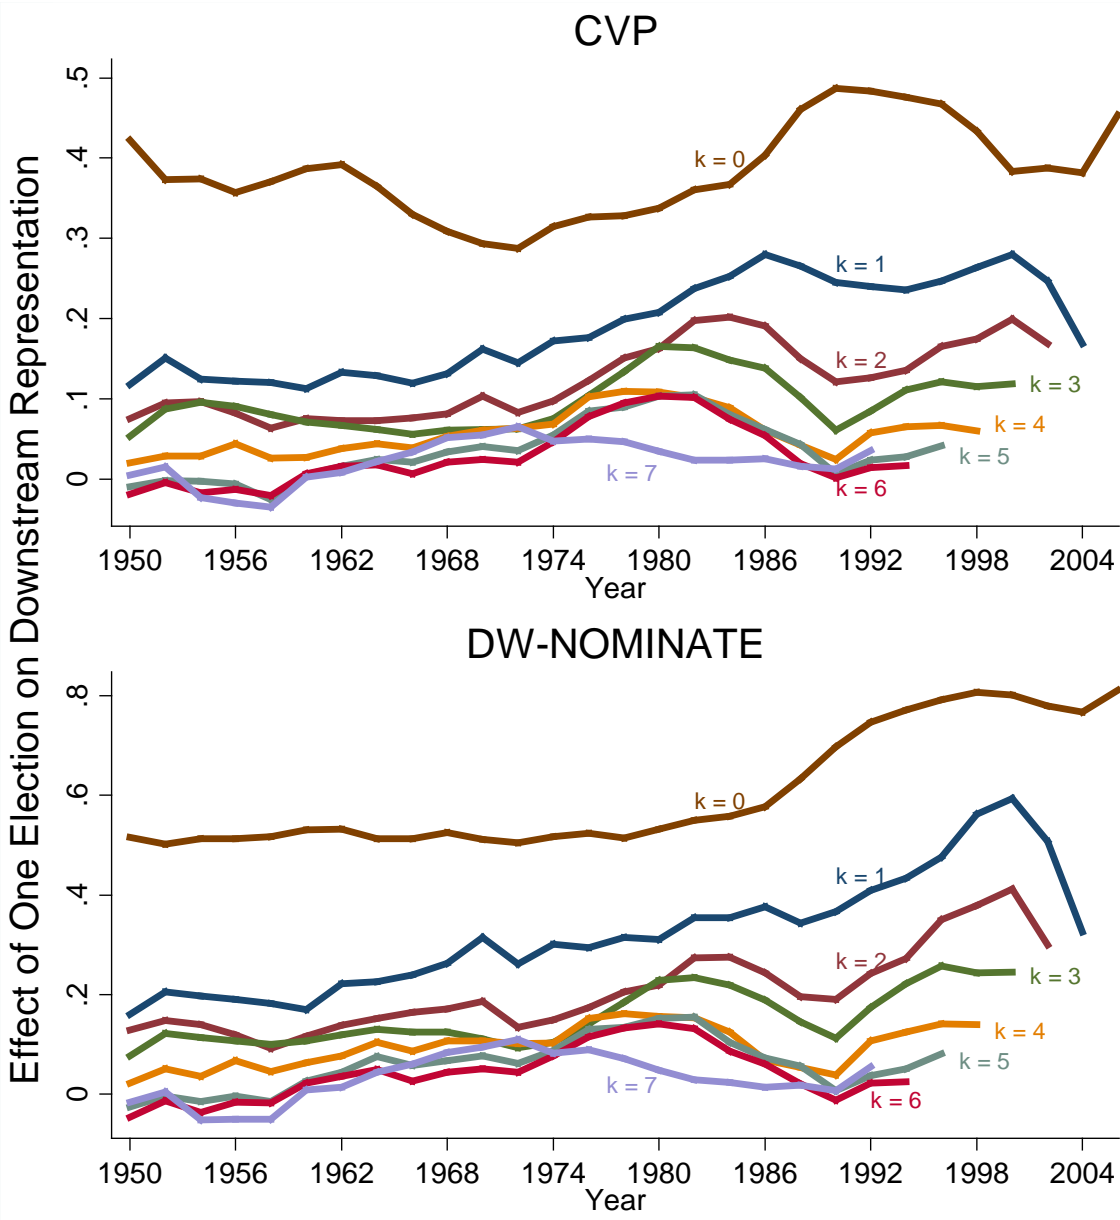 Effect of One Election on Downstream Representation
CVP
.5
.4
.3
.2
.1
0
k = 0
k = 1
k = 2
k = 3
k = 4
k = 5
k = 7
k = 6
1950 1956 1962 1968 1974 1980 1986 1992 1998 2004
Year
DW-NOMINATE
.8
.6
.4
.2
0
k = 0
k = 1
k = 2
k = 3
k = 4
k = 5
k = 7
k = 6
1950 1956 1962 1968 1974 1980 1986 1992 1998 2004
Year